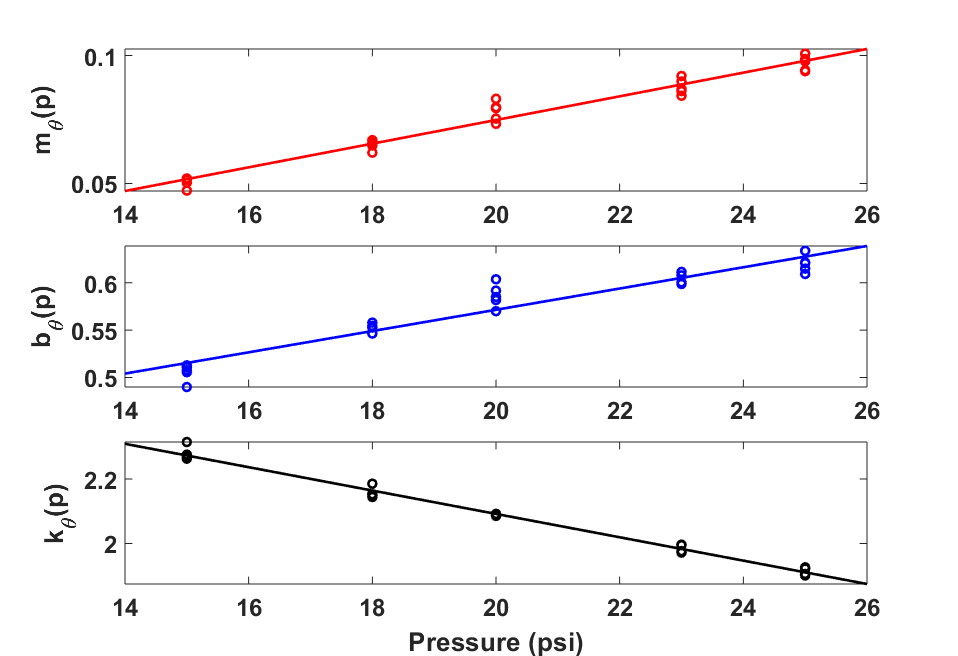 0.1
0.05
m_θ(p)
14 16 18 20 22 24 26
0.6
0.55
0.5
b_θ(p)
14 16 18 20 22 24 26
2.2
2
k_θ(p)
14 16 18 20 22 24 26
Pressure (psi)